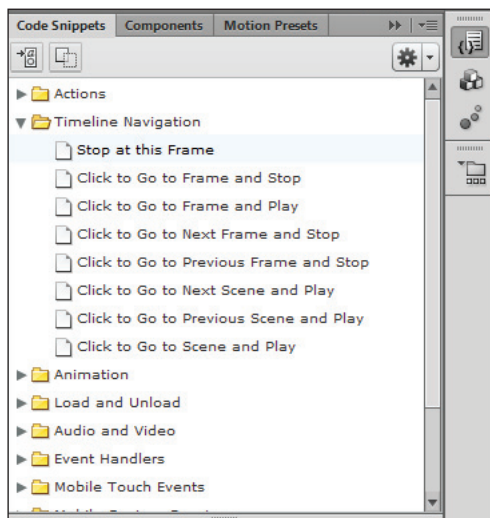 Code Snippets Components Motion Presets
Actions
Timeline Navigation
Stop at this Frame
Click to Go to Frame and Stop
Click to Go to Frame and Play
Click to Go to Next Frame and Stop
Click to Go to Previous Frame and Stop
Click to Go to Next Scene and Play
Click to Go to Previous Scene and Play
Click to Go to Scene and Play
Animation
Load and Unload
Audio and Video
Event Handlers
Mobile Touch Events